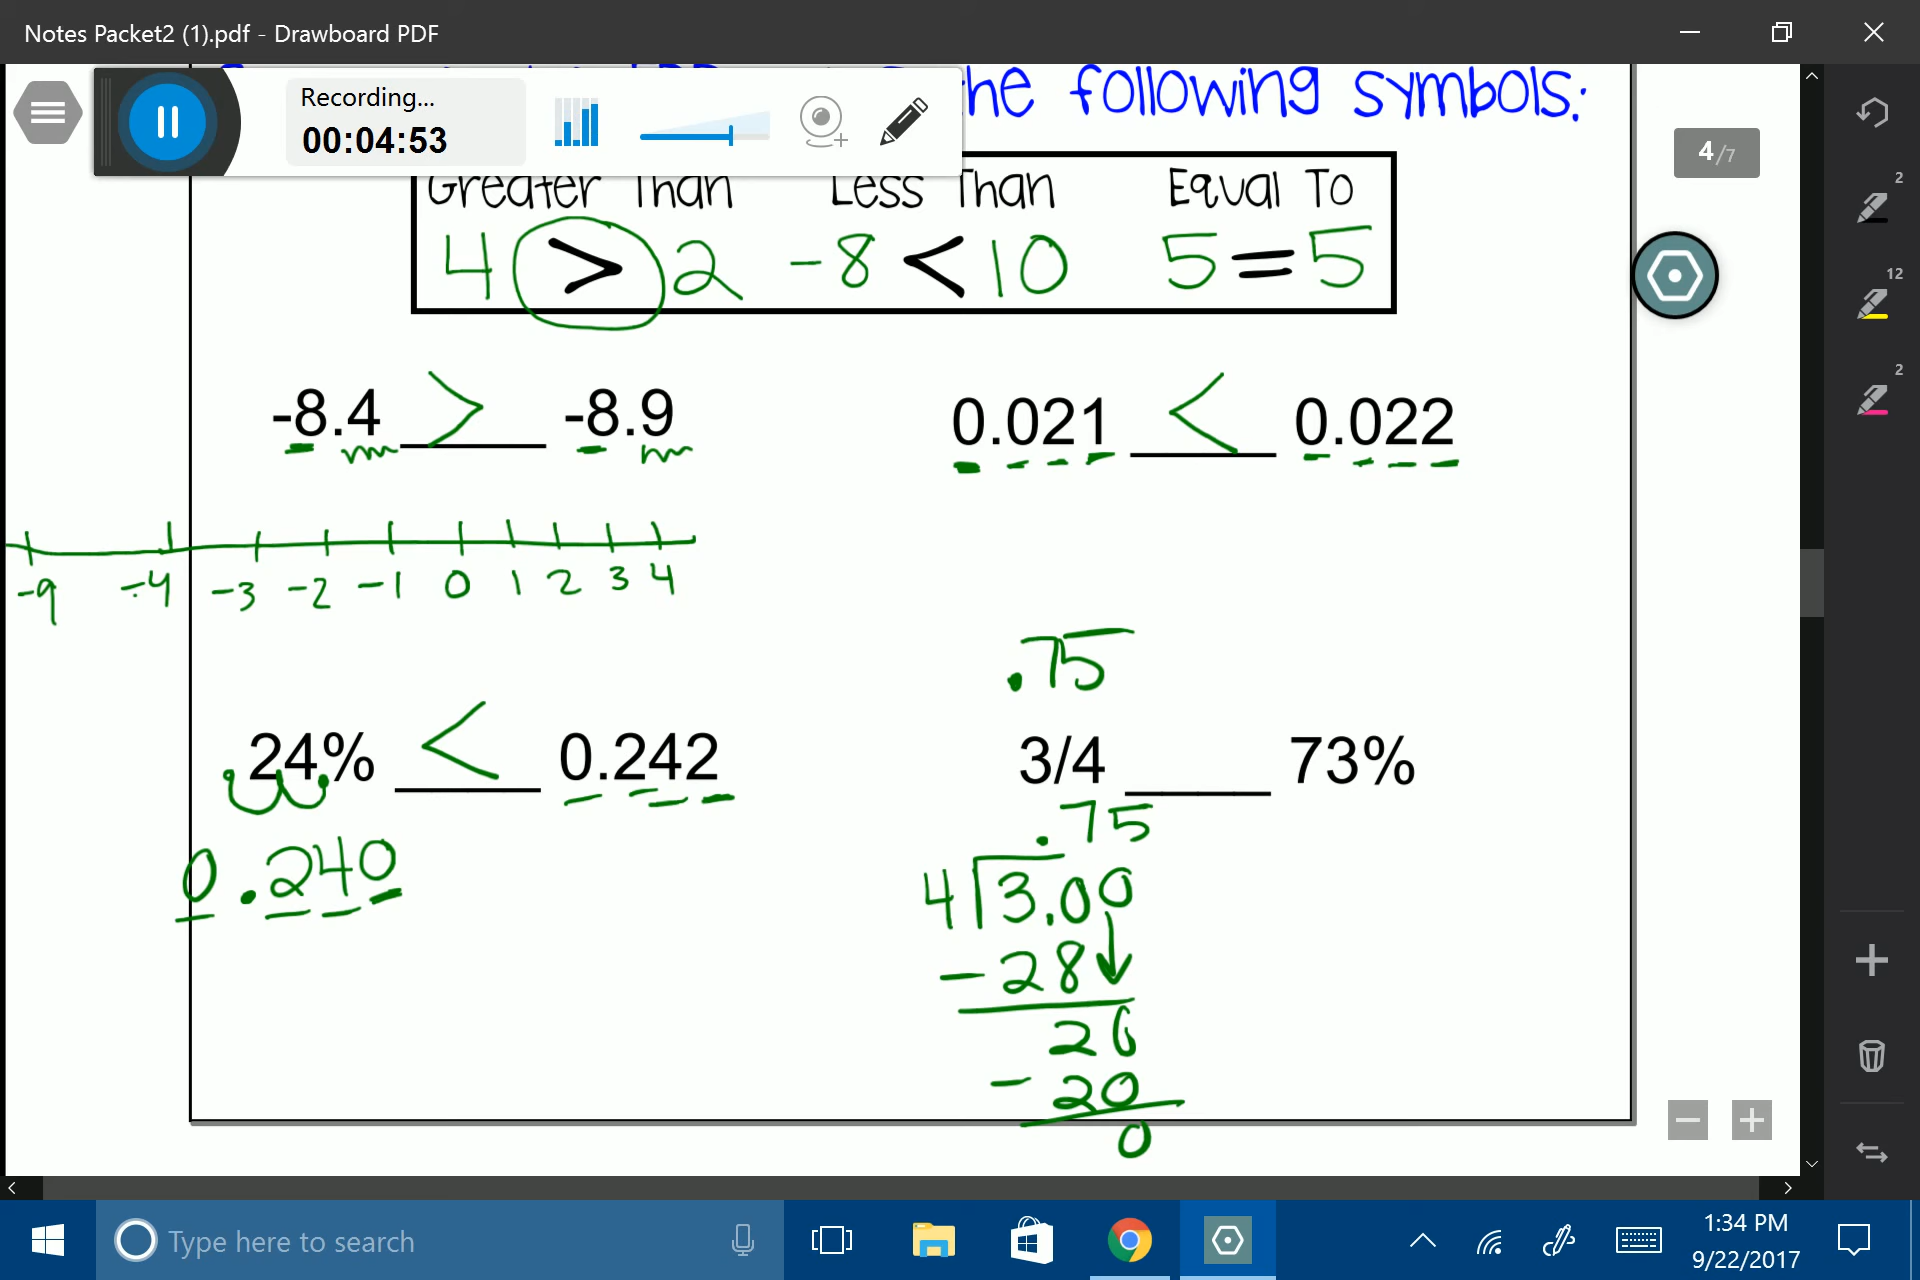 Notes Packet2 (1).pdf - Drawboard PDF
Recording...
00:04:53
he following symbols:
4/7
Greater Than Less Than Equal To
4 > 2 -8 < 10 5 = 5
2
12
2
-8.4 > -8.9
0.021 < 0.022
-9 -4 -3 -2 -1 0 1 2 3 4
24% < 0.242
0.240
.75
3/4 ____ 73%
.75
4 3.00
-28
20
-20
0
Type here to search
1:34 PM
9/22/2017